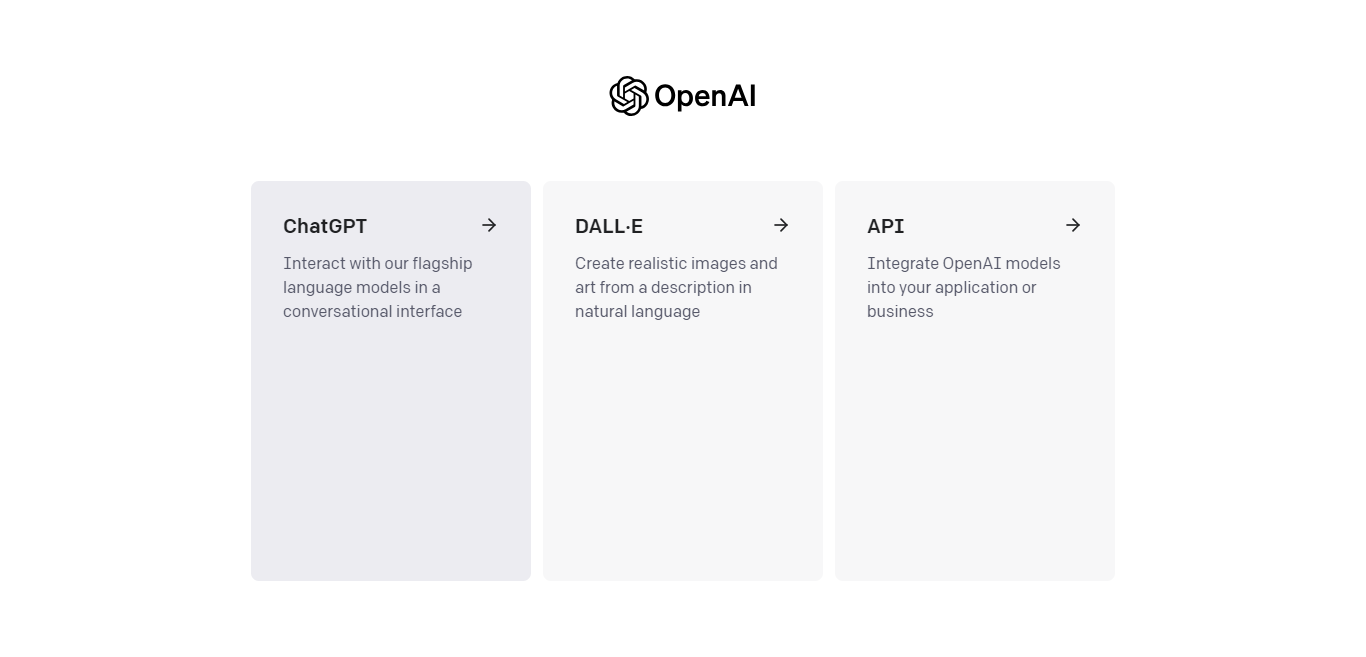 OpenAI
ChatGPT
Interact with our flagship
language models in a
conversational interface
DALL·E
Create realistic images and
art from a description in
natural language
API
Integrate OpenAI models
into your application or
business